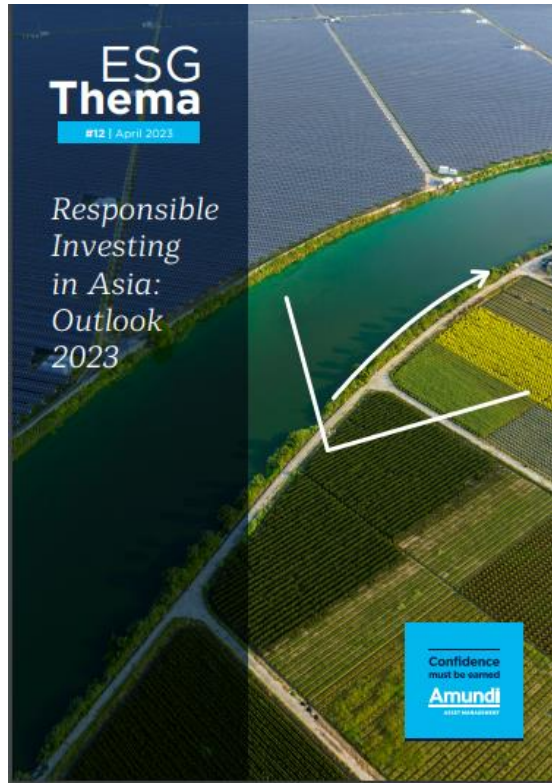 ESG
Thema
#12 | April 2023
Responsible
Investing
in Asia:
Outlook
2023
Confidence
must be earned
Amundi
ASSET MANAGEMENT